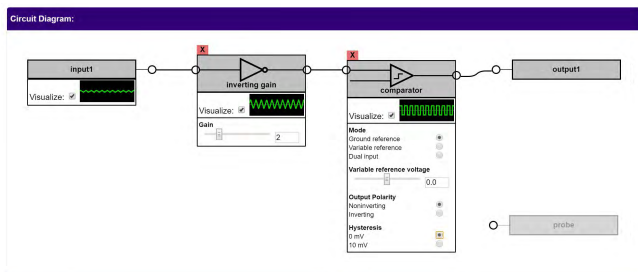 Circuit Diagram:
input1
Visualize:
X
inverting gain
Visualize:
Gain
2
X
comparator
Visualize:
Mode
Ground reference
Variable reference
Dual input
Variable reference voltage
0.0
Output Polarity
Noninverting
Inverting
Hysteresis
0 mV
10 mV
output1
probe